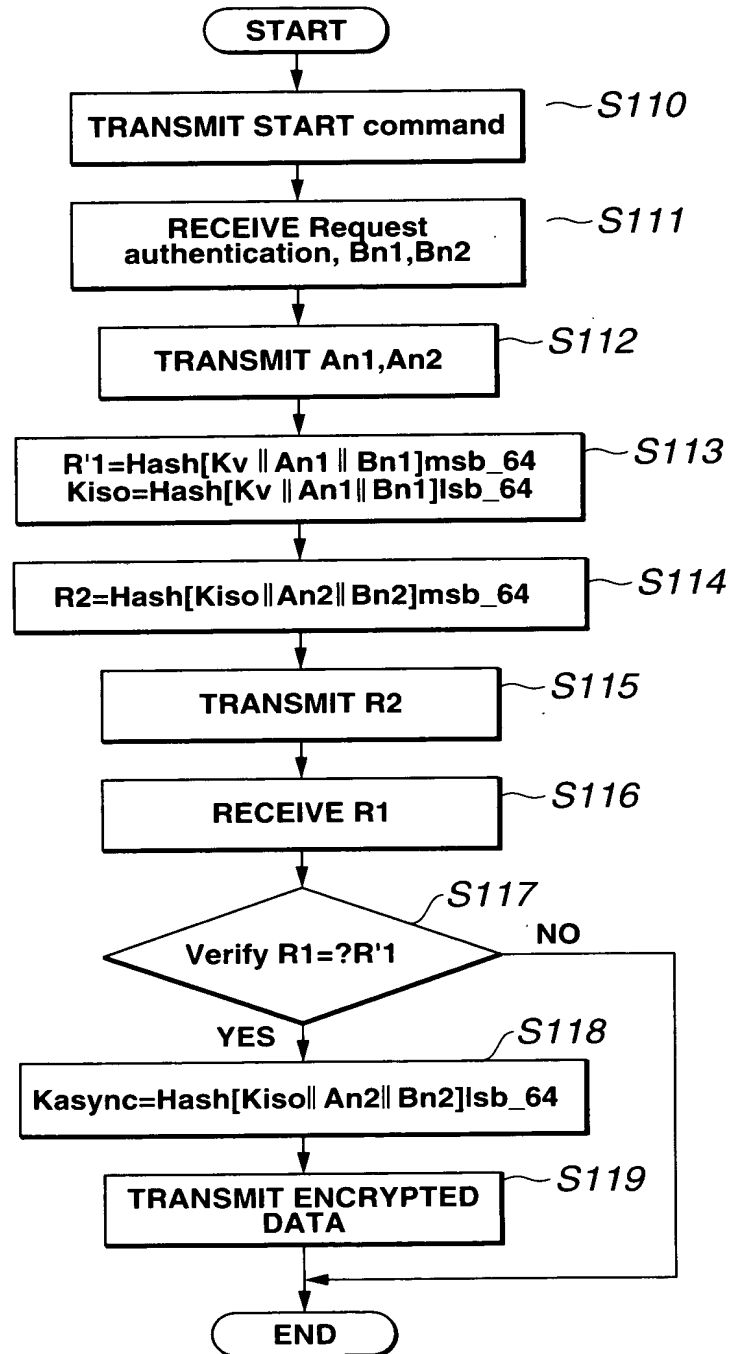 START
TRANSMIT START command
S110
RECEIVE Request
authentication, Bn1,Bn2
S111
TRANSMIT An1,An2
S112
R'1=Hash[Kv || An1 || Bn1]msb_64
Kiso=Hash[Kv || An1|| Bn1]lsb_64
S113
R2=Hash[Kiso || An2 || Bn2]msb_64
S114
TRANSMIT R2
S115
RECEIVE R1
S116
S117
Verify R1=?R'1
NO
YES
S118
Kasync=Hash[Kiso|| An2|| Bn2]lsb_64
TRANSMIT ENCRYPTED
DATA
S119
END